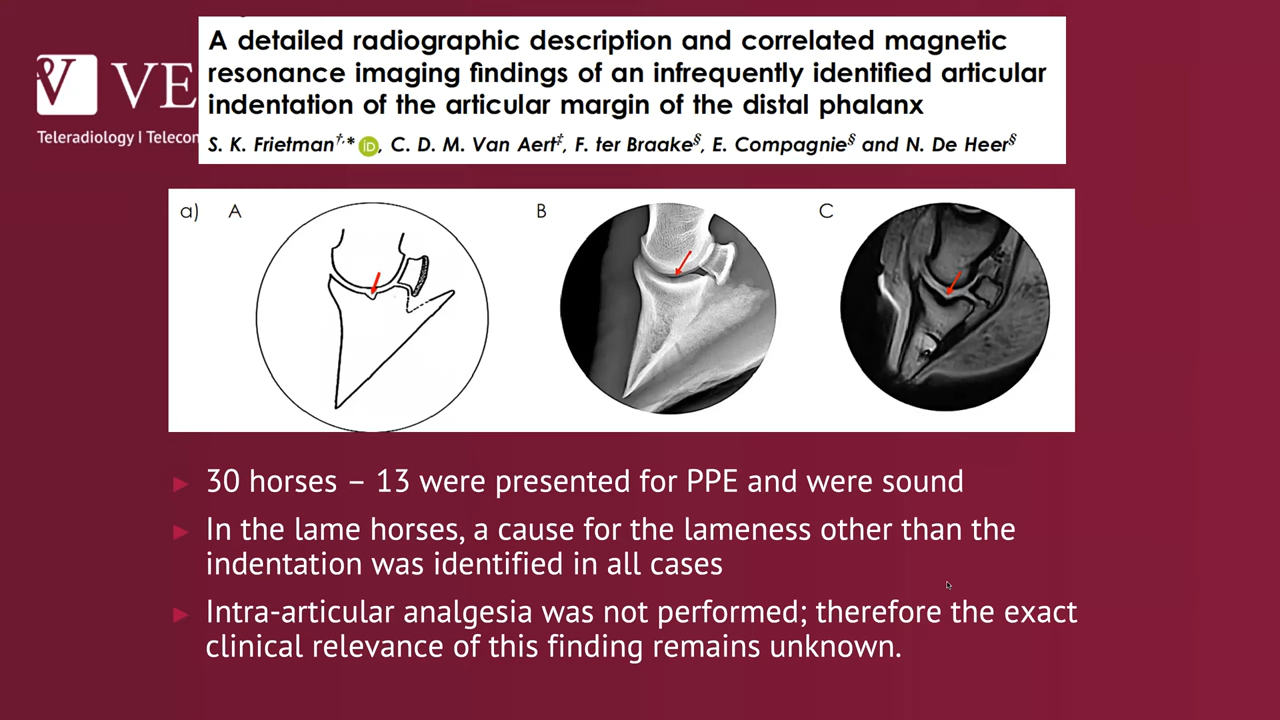 A detailed radiographic description and correlated magnetic
resonance imaging findings of an infrequently identified articular
indentation of the articular margin of the distal phalanx
S. K. Frietman†,* iD, C. D. M. Van Aert‡, F. ter Braake§, E. Compagnie§ and N. De Heer§
VE
Teleradiology | Telecon
a) A B C
► 30 horses – 13 were presented for PPE and were sound
► In the lame horses, a cause for the lameness other than the
indentation was identified in all cases
► Intra-articular analgesia was not performed; therefore the exact
clinical relevance of this finding remains unknown.